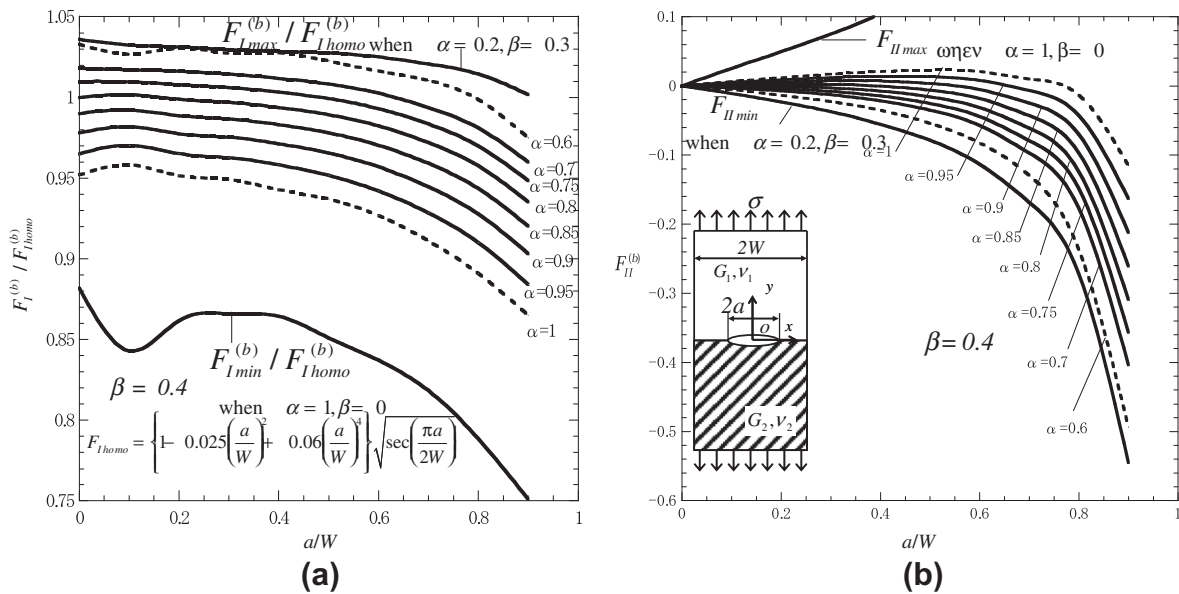 1.05
1
0.95
0.9
0.85
0.8
0.75
0 0.2 0.4 0.6 0.8 1
a/W
F_I^(b) / F_Ihomo^(b)
F_Imax^(b) / F_Ihomo^(b) when α = 0.2, β = 0.3
α=0.6
α=0.7
α=0.75
α=0.8
α=0.85
α=0.9
α=0.95
α=1
F_Imin^(b) / F_Ihomo^(b)
β = 0.4
when α = 1, β = 0
F_Ihomo = {1 − 0.025(a/W)^2 + 0.06(a/W)^4} √sec(πa/2W)
(a)
0.1
0
−0.1
−0.2
−0.3
−0.4
−0.5
−0.6
0 0.2 0.4 0.6 0.8 1
a/W
F_II^(b)
F_IImax ωηεν α = 1, β = 0
F_IImin
when α = 0.2, β = 0.3
α=1
α=0.95
α=0.9
α=0.85
α=0.8
α=0.75
α=0.7
α=0.6
β = 0.4
σ
2W
G_1, ν_1
y
2a
o x
G_2, ν_2
(b)